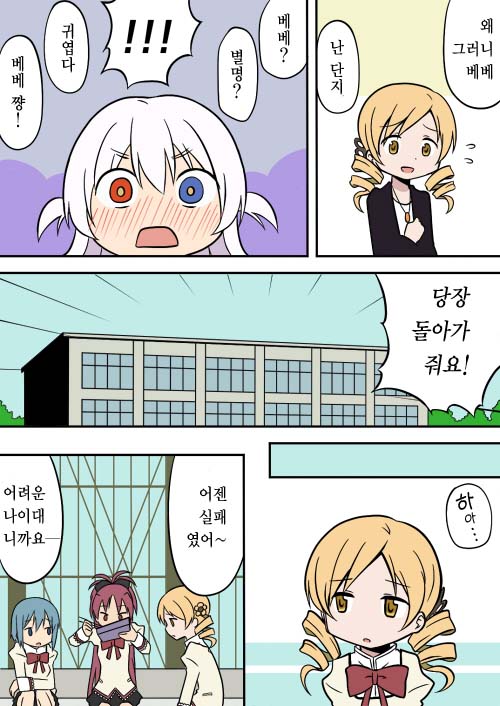 왜니
그러
베베
난 단지
베베?
별명?
!!!
귀엽다
베베 쨩!
당장
돌아가
줘요!
하아…
어젠
실패
였어~
어려운
나이대
니까요—